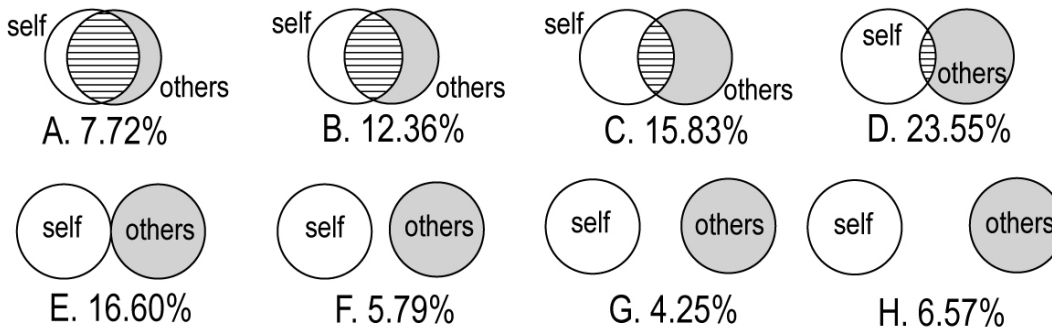 self self self self
others others others others
A. 7.72% B. 12.36% C. 15.83% D. 23.55%
self others self others self others self others
E. 16.60% F. 5.79% G. 4.25% H. 6.57%